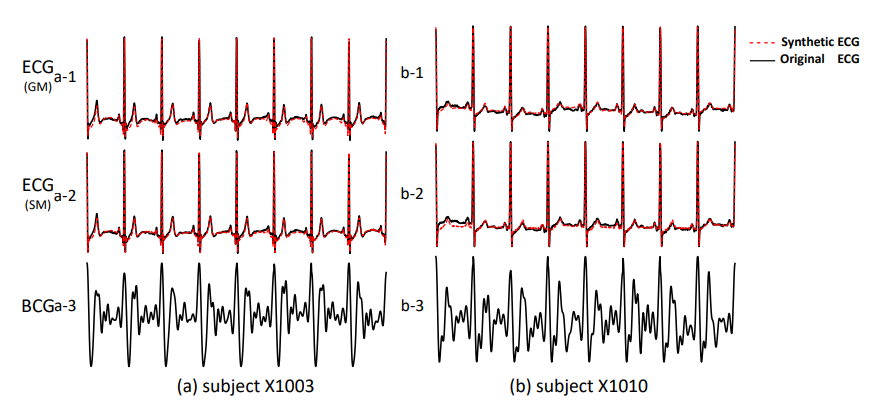 Synthetic ECG
Original ECG
ECG
(GM)
a-1
b-1
ECG
(SM)
a-2
b-2
BCG
a-3
b-3
(a) subject X1003
(b) subject X1010